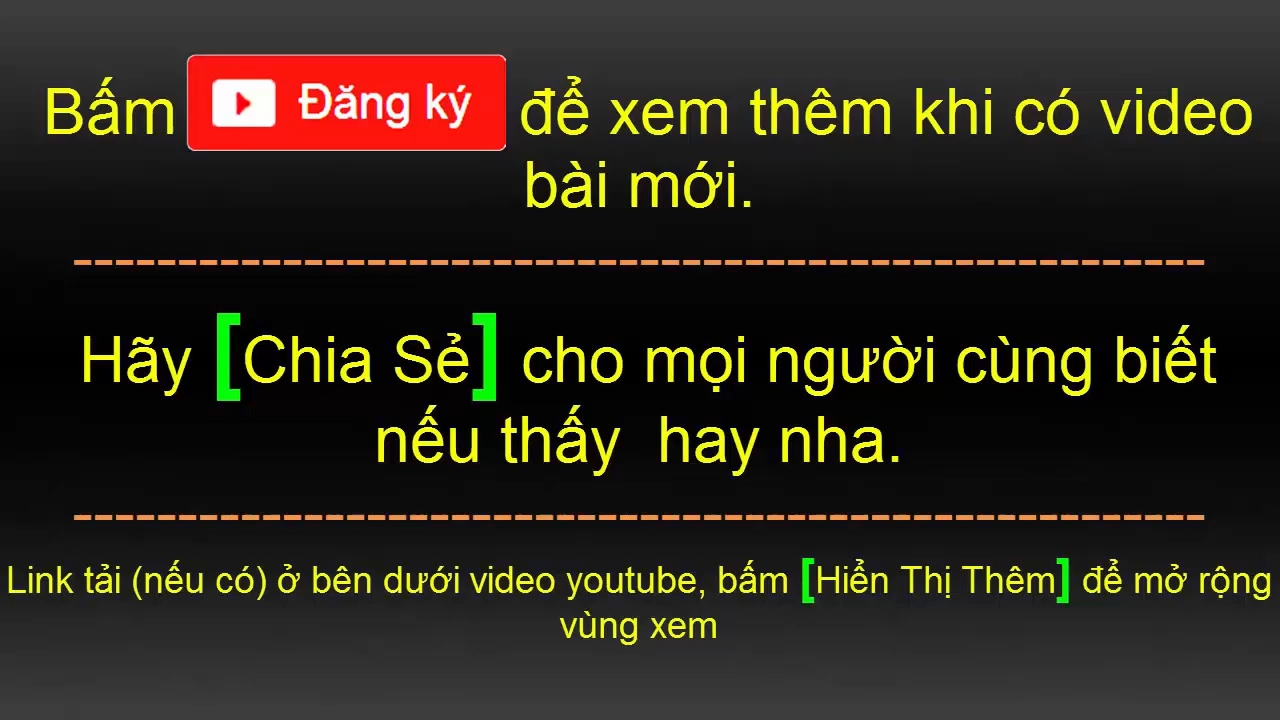 Bấm Đăng ký để xem thêm khi có video
bài mới.
------------------------------------------------------
Hãy [Chia Sẻ] cho mọi người cùng biết
nếu thấy hay nha.
------------------------------------------------------
Link tải (nếu có) ở bên dưới video youtube, bấm [Hiển Thị Thêm] để mở rộng
vùng xem